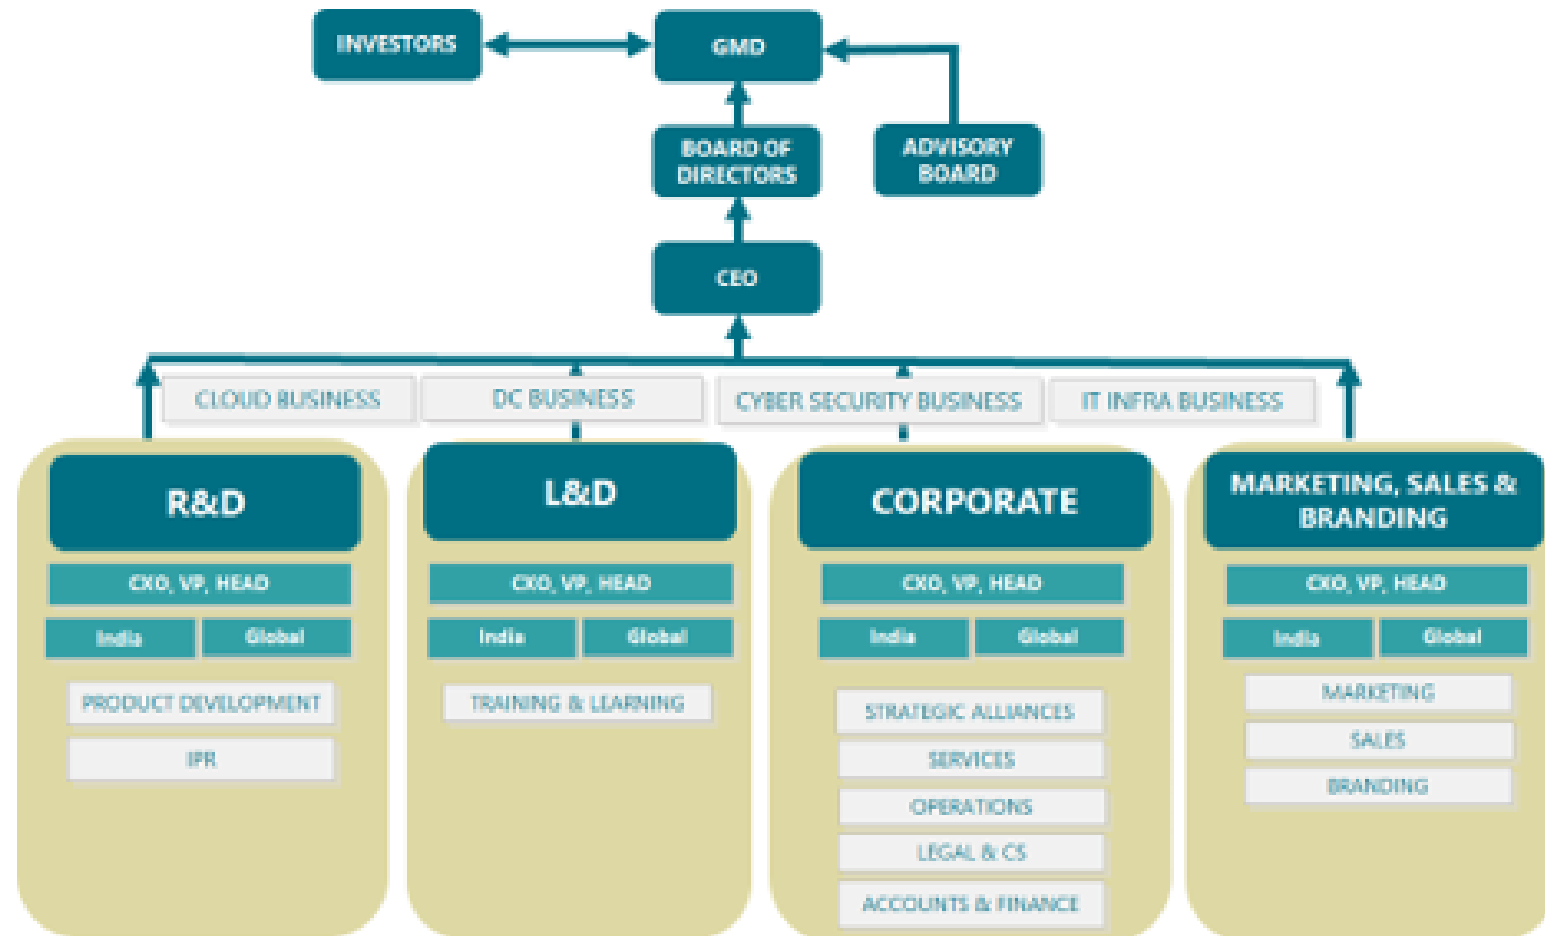 INVESTORS
GMD
BOARD OF
DIRECTORS
ADVISORY
BOARD
CEO
CLOUD BUSINESS
DC BUSINESS
CYBER SECURITY BUSINESS
IT INFRA BUSINESS
R&D
CXO, VP, HEAD
India
Global
PRODUCT DEVELOPMENT
IPR
L&D
CXO, VP, HEAD
India
Global
TRAINING & LEARNING
CORPORATE
CXO, VP, HEAD
India
Global
STRATEGIC ALLIANCES
SERVICES
OPERATIONS
LEGAL & CS
ACCOUNTS & FINANCE
MARKETING, SALES &
BRANDING
CXO, VP, HEAD
India
Global
MARKETING
SALES
BRANDING